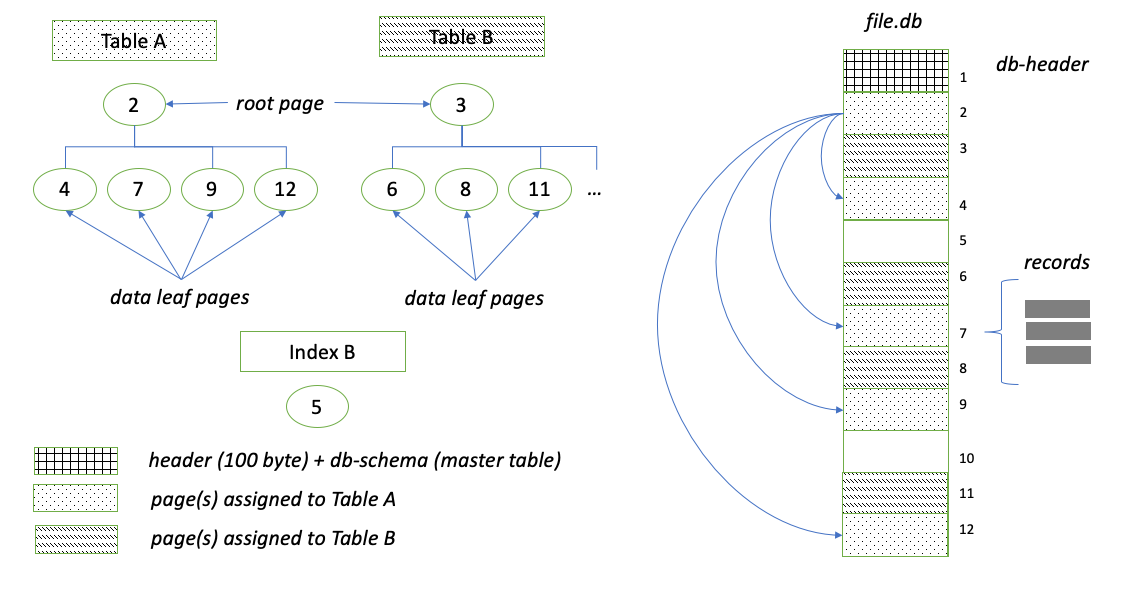 Table A
Table B
2
root page
3
4
7
9
12
6
8
11
...
data leaf pages
data leaf pages
Index B
5
header (100 byte) + db-schema (master table)
page(s) assigned to Table A
page(s) assigned to Table B
file.db
db-header
1
2
3
4
5
6
records
7
8
9
10
11
12